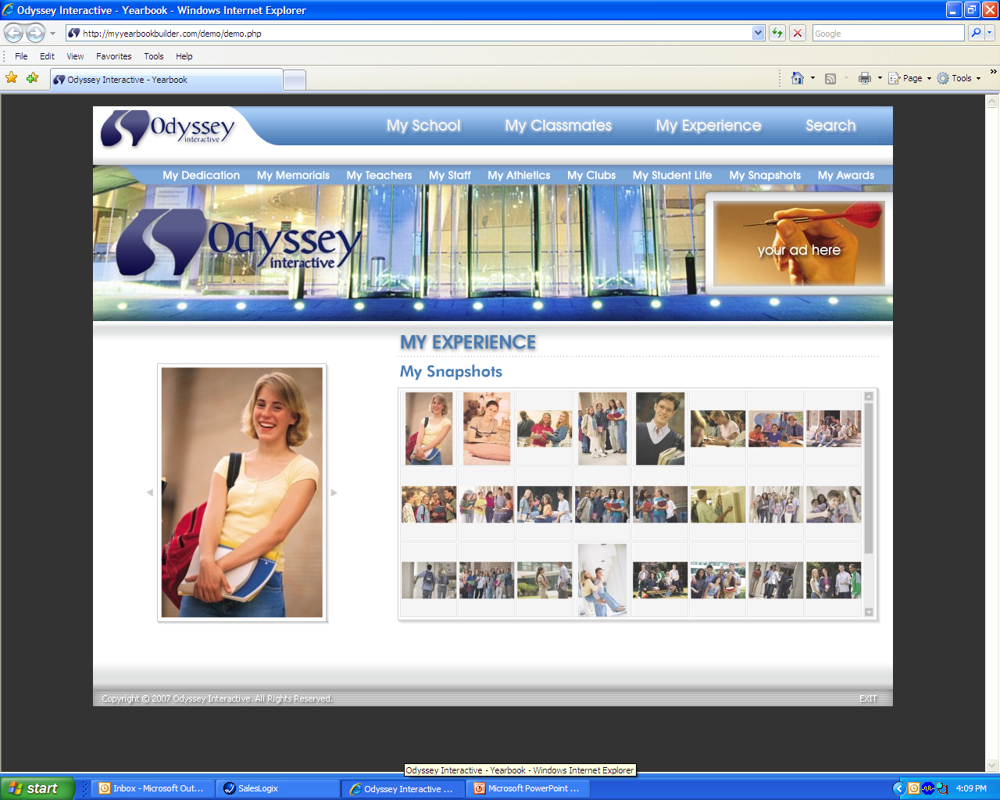 Odyssey Interactive - Yearbook - Windows Internet Explorer
http://myyearbookbuilder.com/demo/demo.php
Google
File Edit View Favorites Tools Help
Odyssey Interactive - Yearbook
Page Tools
Odyssey
interactive
My School My Classmates My Experience Search
My Dedication My Memorials My Teachers My Staff My Athletics My Clubs My Student Life My Snapshots My Awards
Odyssey
interactive
your ad here
MY EXPERIENCE
My Snapshots
Copyright © 2007 Odyssey Interactive. All Rights Reserved.
EXIT
Odyssey Interactive - Yearbook - Windows Internet Explorer
start
Inbox - Microsoft Out...
SalesLogix
Odyssey Interactive ...
Microsoft PowerPoint ...
4:09 PM